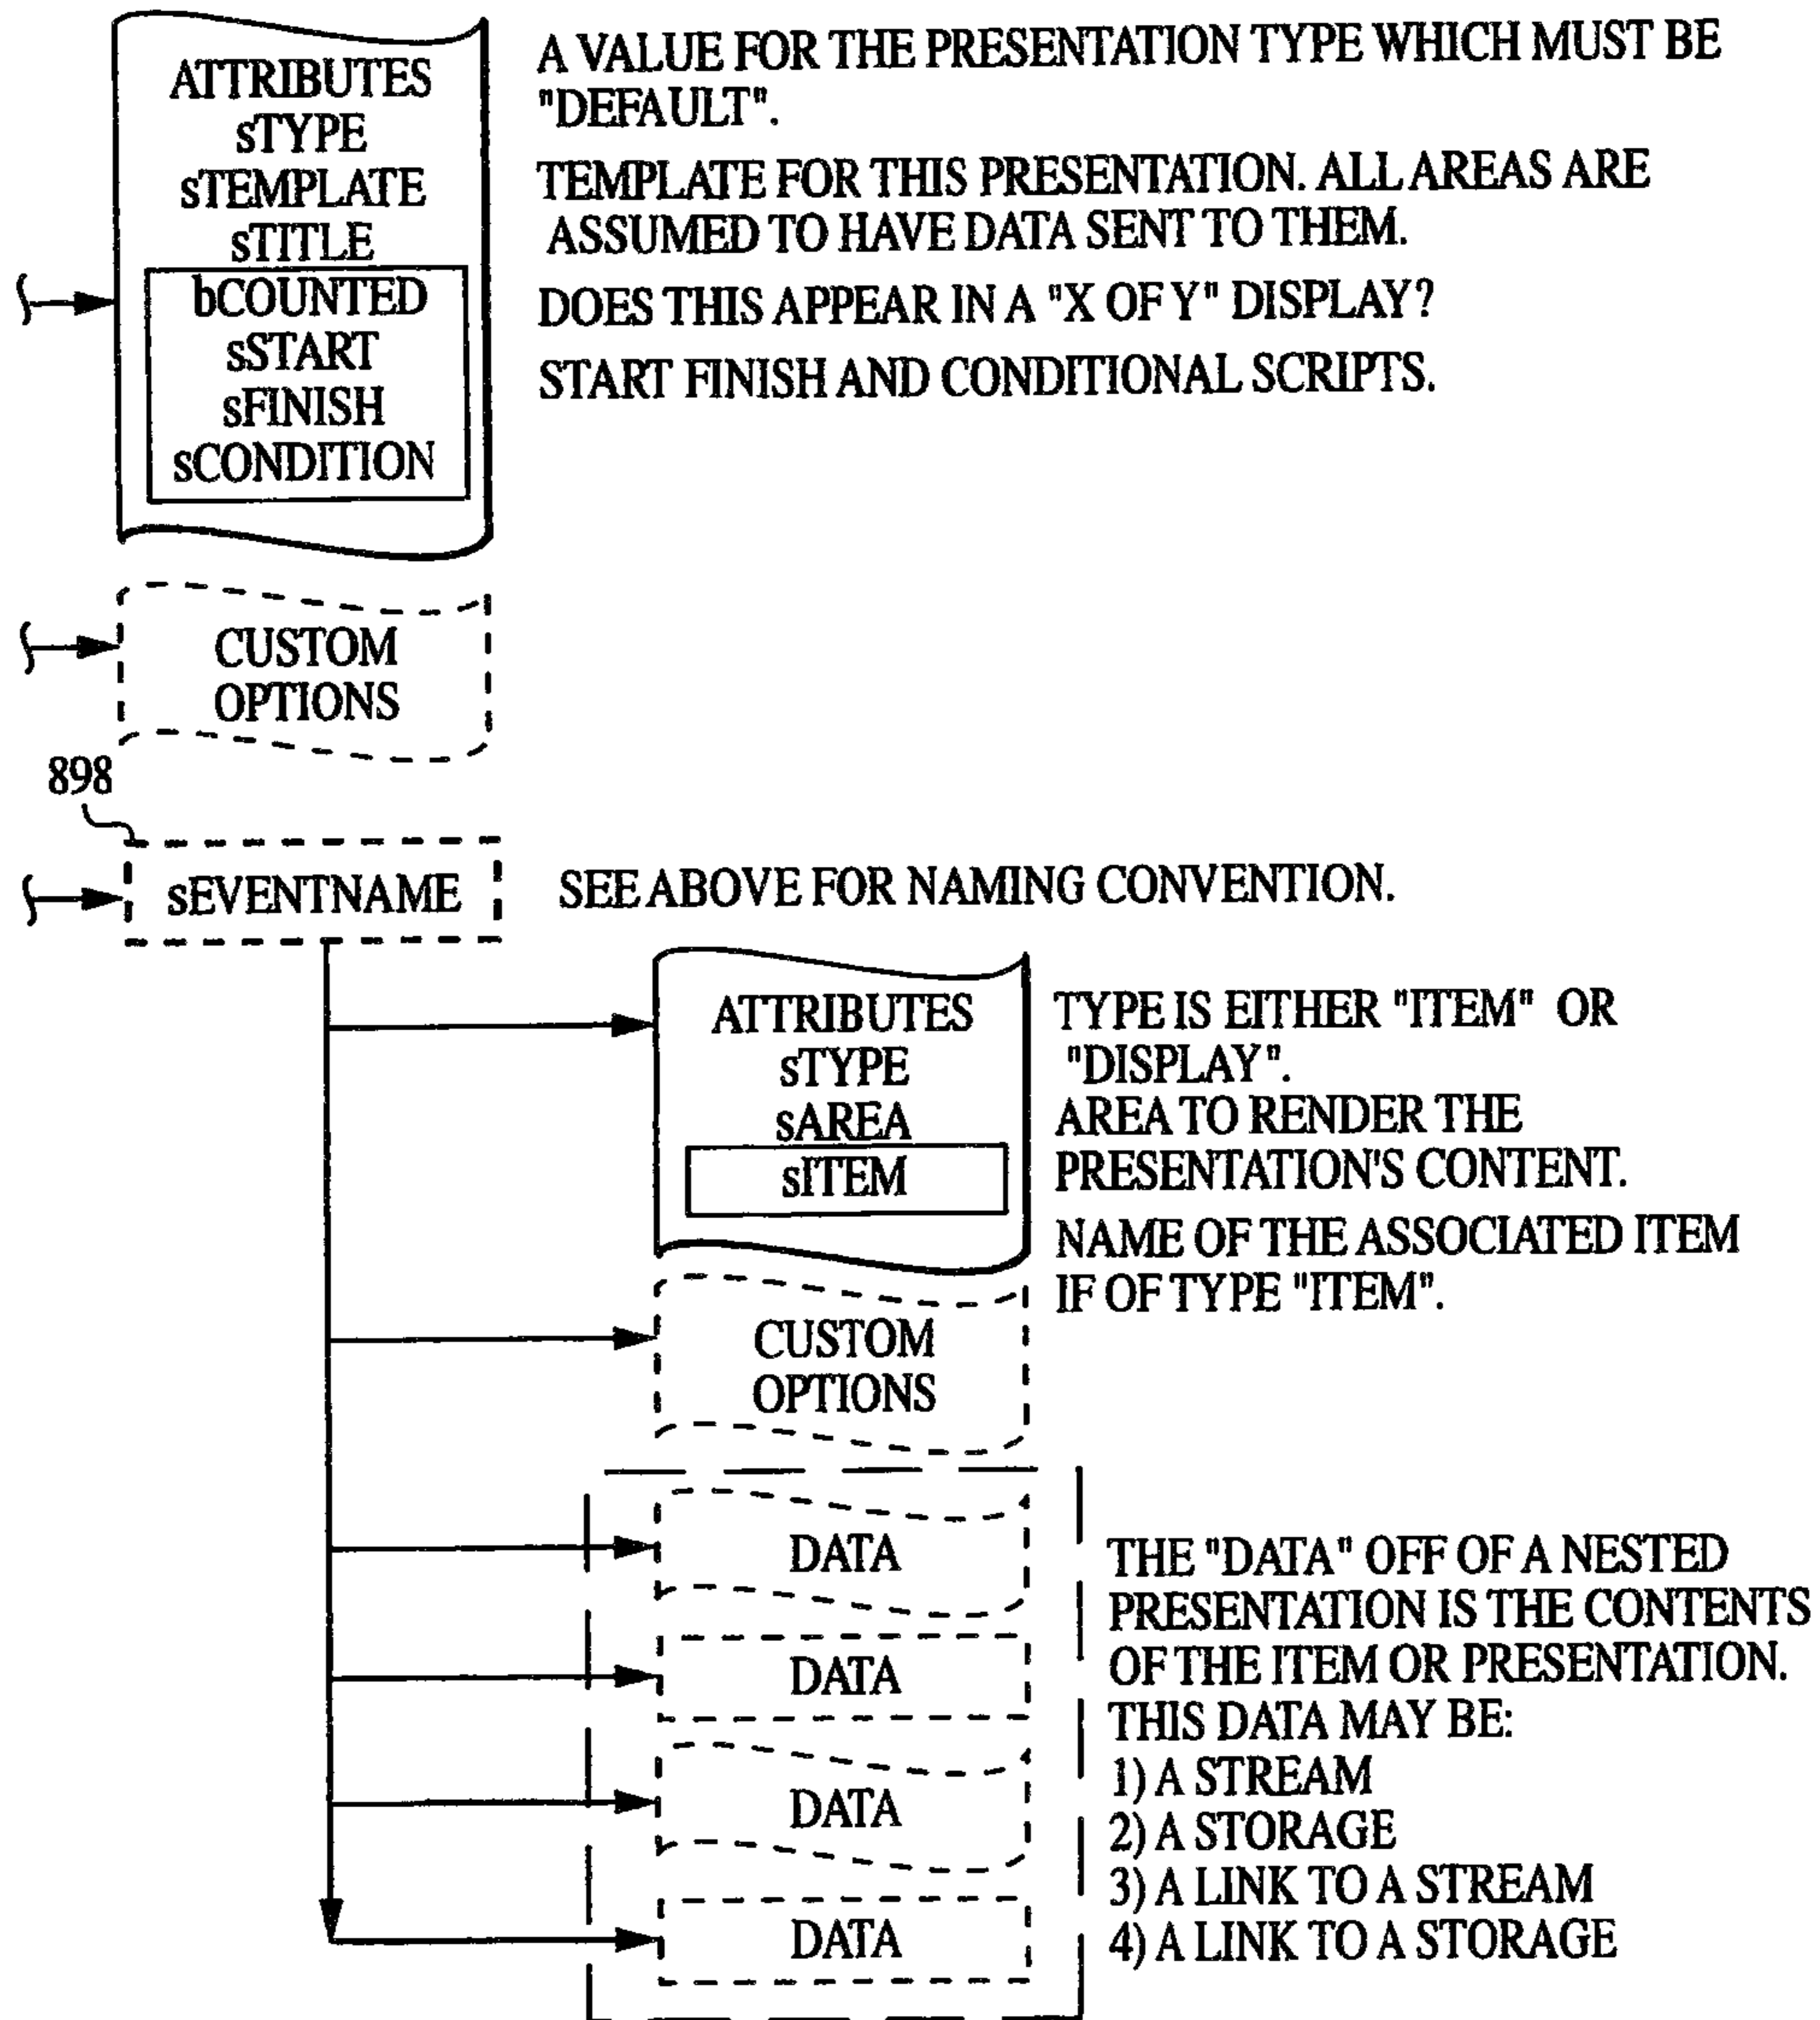 ATTRIBUTES
sTYPE
sTEMPLATE
sTITLE
bCOUNTED
sSTART
sFINISH
sCONDITION
A VALUE FOR THE PRESENTATION TYPE WHICH MUST BE
"DEFAULT".
TEMPLATE FOR THIS PRESENTATION. ALL AREAS ARE
ASSUMED TO HAVE DATA SENT TO THEM.
DOES THIS APPEAR IN A "X OF Y" DISPLAY?
START FINISH AND CONDITIONAL SCRIPTS.
CUSTOM
OPTIONS
898
sEVENTNAME
SEE ABOVE FOR NAMING CONVENTION.
ATTRIBUTES
sTYPE
sAREA
sITEM
TYPE IS EITHER "ITEM" OR
"DISPLAY".
AREA TO RENDER THE
PRESENTATION'S CONTENT.
NAME OF THE ASSOCIATED ITEM
IF OF TYPE "ITEM".
CUSTOM
OPTIONS
DATA
DATA
DATA
DATA
THE "DATA" OFF OF A NESTED
PRESENTATION IS THE CONTENTS
OF THE ITEM OR PRESENTATION.
THIS DATA MAY BE:
1) A STREAM
2) A STORAGE
3) A LINK TO A STREAM
4) A LINK TO A STORAGE